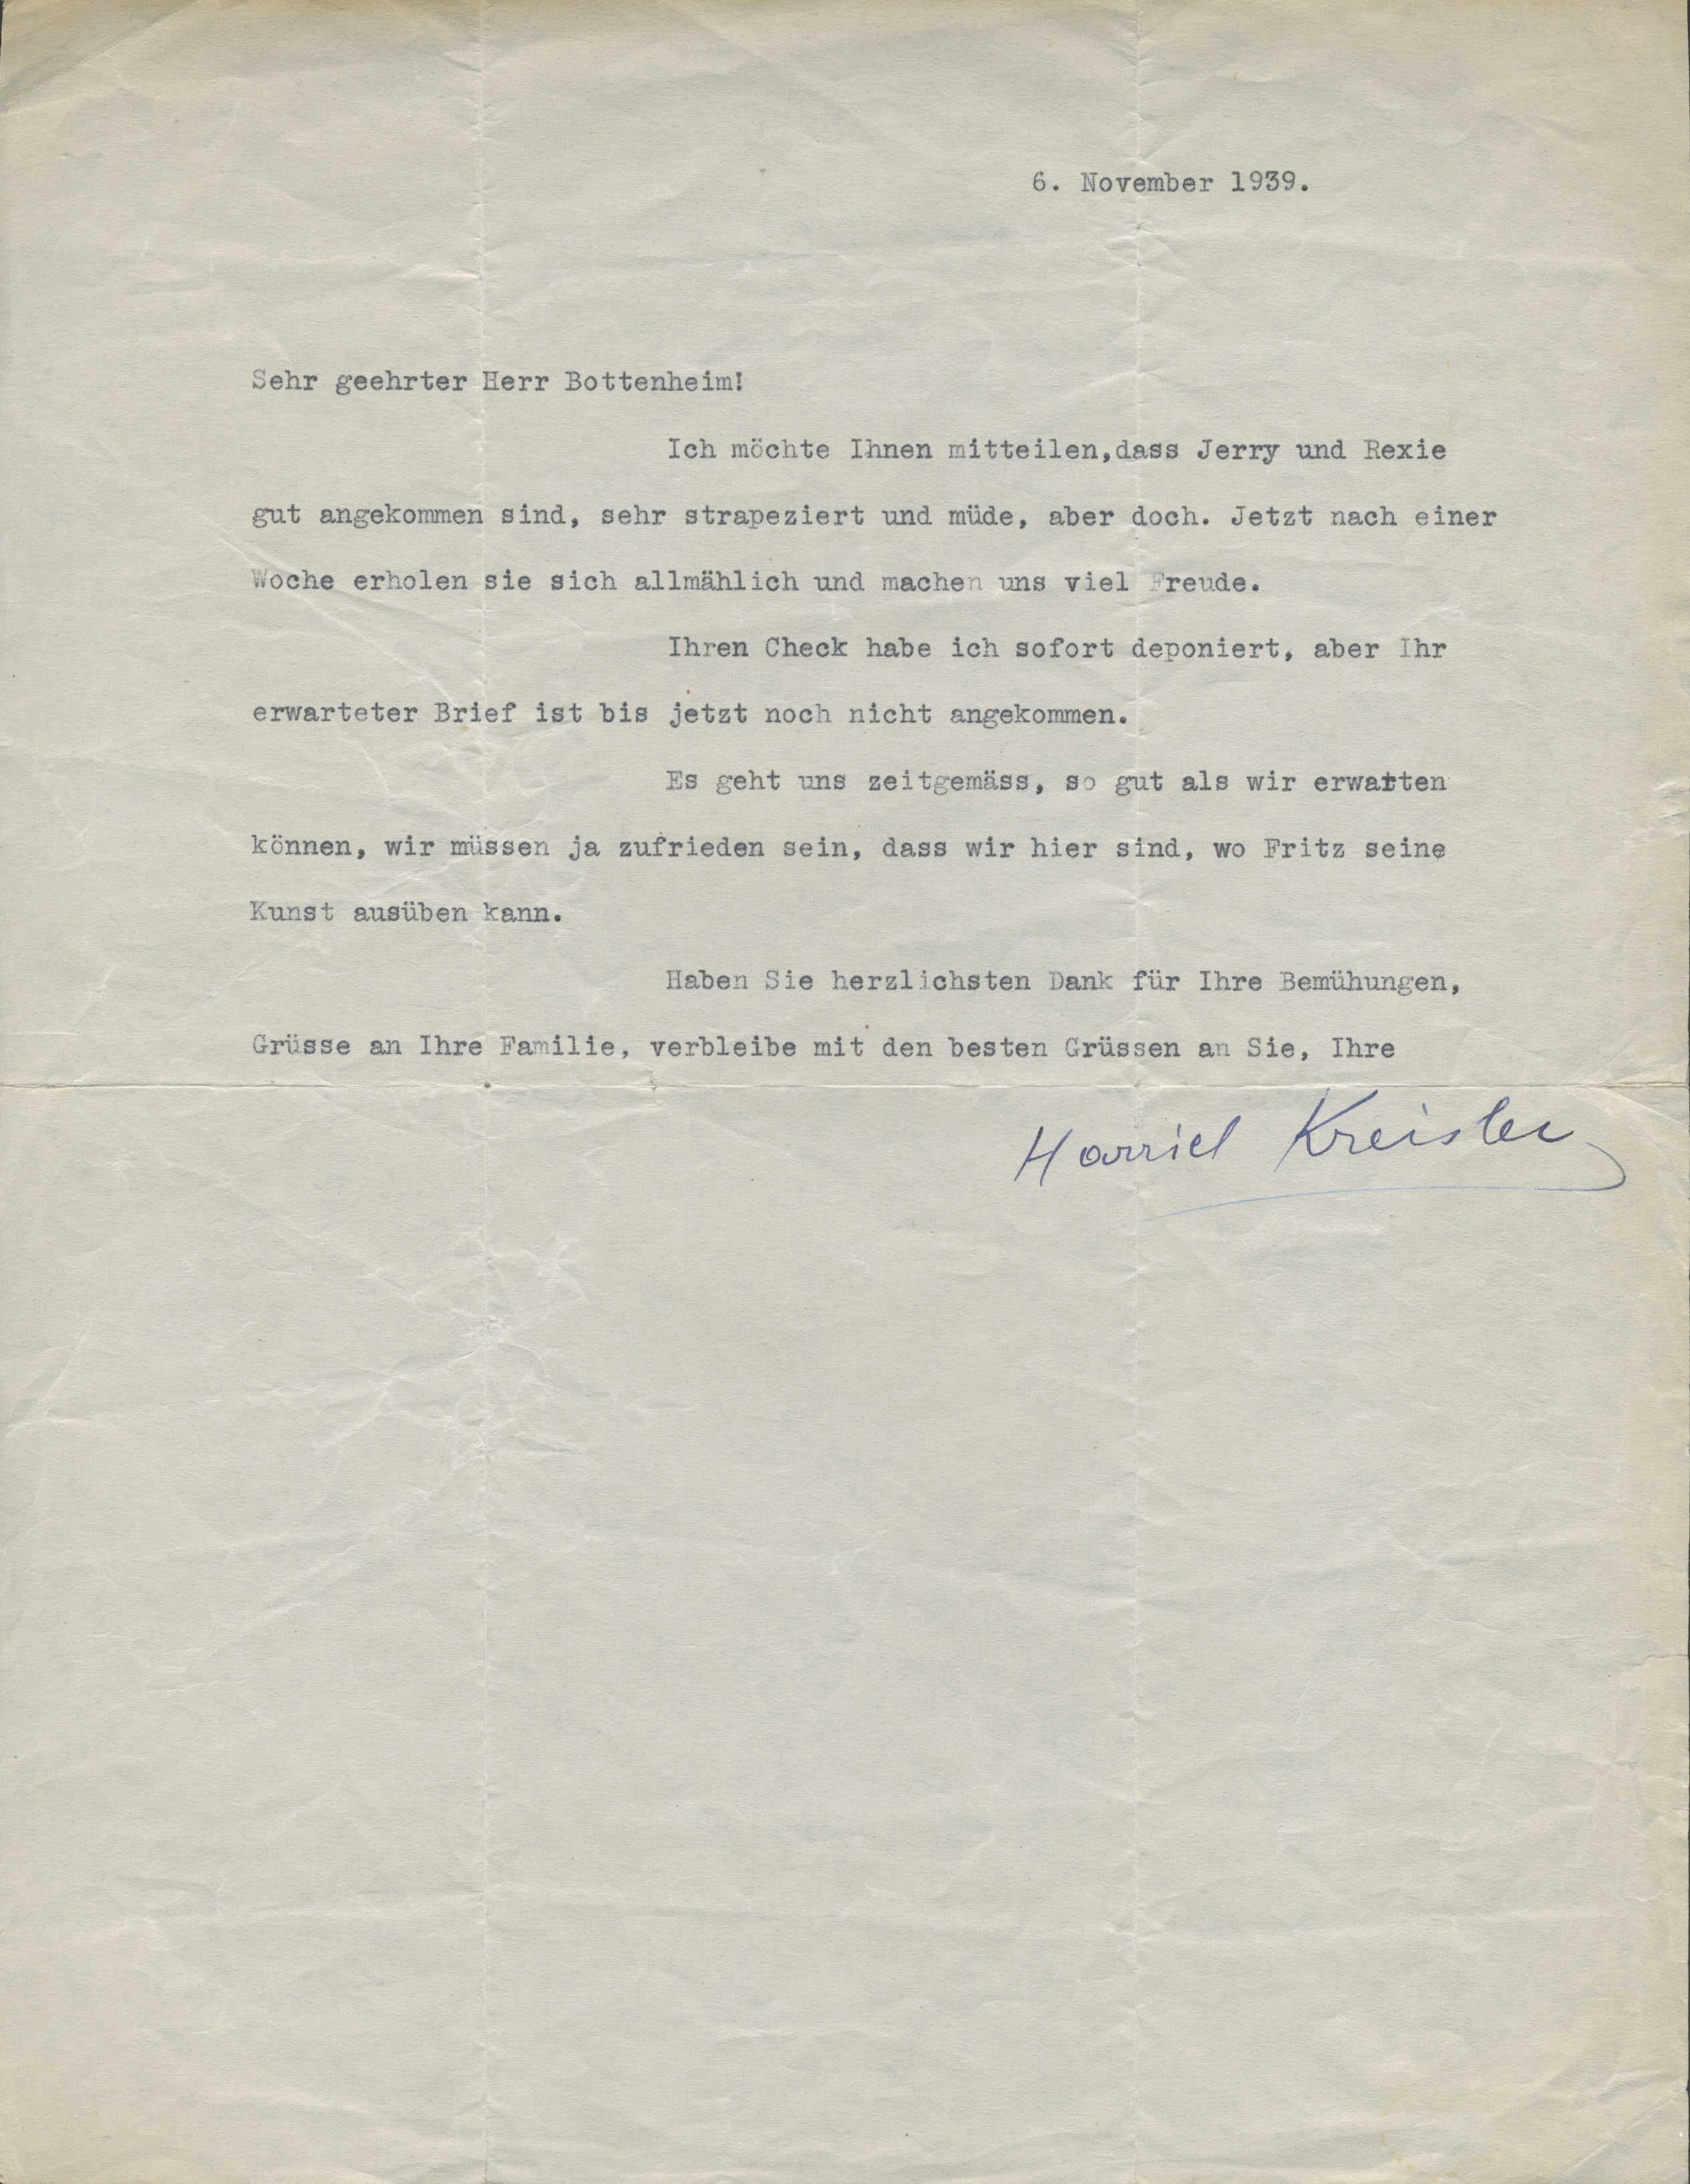 6. November 1939.
Sehr geehrter Herr Bottenheim!
Ich möchte Ihnen mitteilen,dass Jerry und Rexie
gut angekommen sind, sehr strapeziert und müde, aber doch. Jetzt nach einer
Woche erholen sie sich allmählich und machen uns viel Freude.
Ihren Check habe ich sofort deponiert, aber Ihr
erwarteter Brief ist bis jetzt noch nicht angekommen.
Es geht uns zeitgemäss, so gut als wir erwarten
können, wir müssen ja zufrieden sein, dass wir hier sind, wo Fritz seine
Kunst ausüben kann.
Haben Sie herzlichsten Dank für Ihre Bemühungen,
Grüsse an Ihre Familie, verbleibe mit den besten Grüssen an Sie, Ihre
Harriet Kreisler